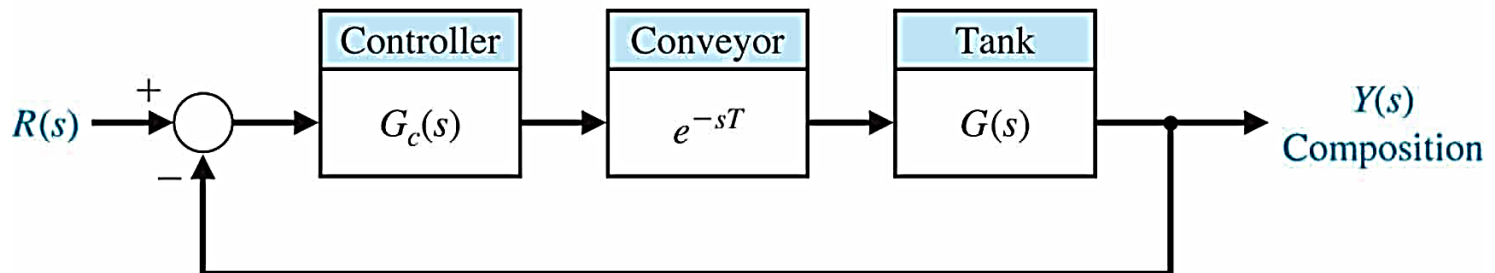 Controller
Conveyor
Tank
R(s)
+
−
G_c(s)
e^{−sT}
G(s)
Y(s)
Composition